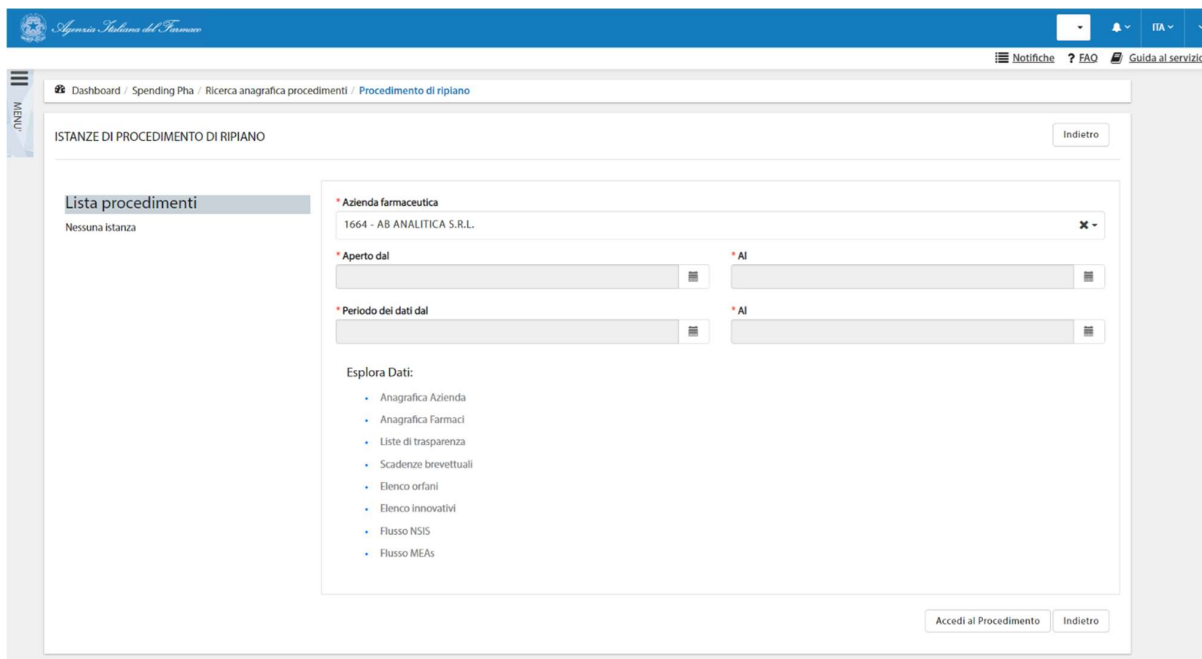 Agenzia Italiana del Farmaco
ITA
Notifiche ? FAQ Guida al servizio
MENU'
Dashboard / Spending Pha / Ricerca anagrafica procedimenti / Procedimento di ripiano
ISTANZE DI PROCEDIMENTO DI RIPIANO
Indietro
Lista procedimenti
Nessuna istanza
* Azienda farmaceutica
1664 - AB ANALITICA S.R.L.
* Aperto dal
* Al
* Periodo dei dati dal
* Al
Esplora Dati:
• Anagrafica Azienda
• Anagrafica Farmaci
• Liste di trasparenza
• Scadenze brevettuali
• Elenco orfani
• Elenco innovativi
• Flusso NSIS
• Flusso MEAs
Accedi al Procedimento Indietro